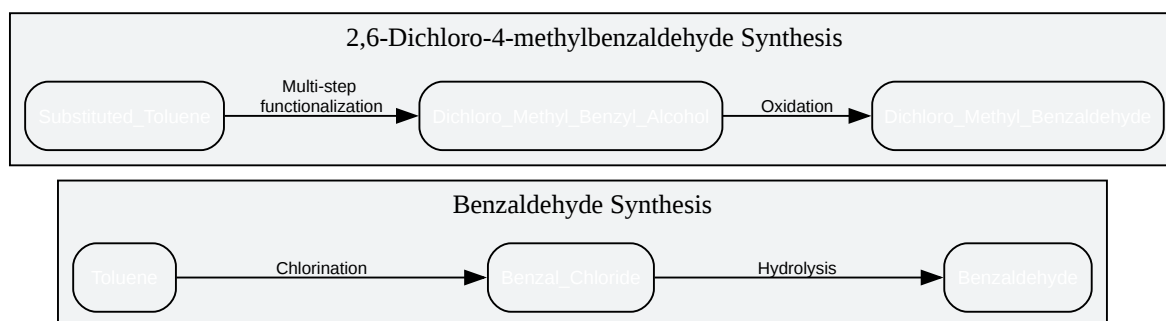 2,6-Dichloro-4-methylbenzaldehyde Synthesis
Substituted_Toluene
Multi-step
functionalization
Dichloro_Methyl_Benzyl_Alcohol
Oxidation
Dichloro_Methyl_Benzaldehyde
Benzaldehyde Synthesis
Toluene
Chlorination
Benzal_Chloride
Hydrolysis
Benzaldehyde